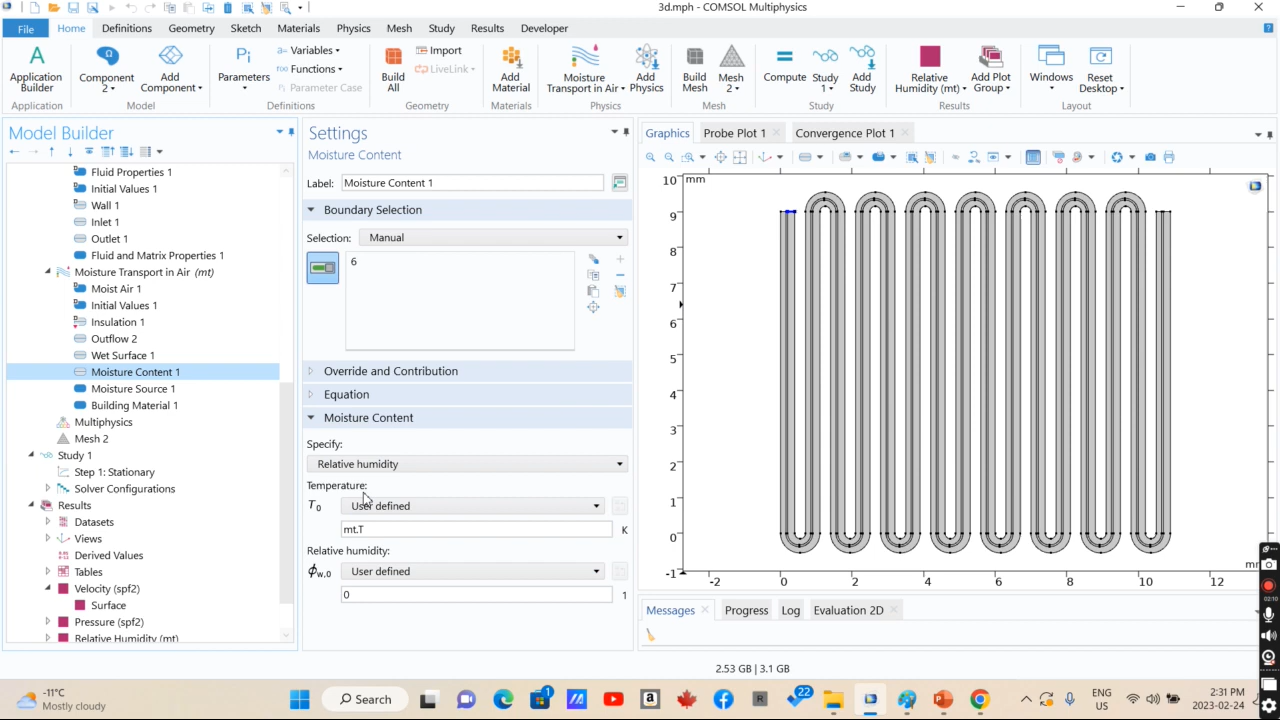 3d.mph - COMSOL Multiphysics
File Home Definitions Geometry Sketch Materials Physics Mesh Study Results Developer
Application Builder
Component 2
Add Component
Pi
Parameters
a= Variables
f(x) Functions
Parameter Case
Build All
Import
LiveLink
Add Material
Moisture Transport in Air
Add Physics
Build Mesh
Mesh 2
Compute
Study 1
Add Study
Relative Humidity (mt)
Add Plot Group
Windows
Reset Desktop
Application Model Definitions Geometry Materials Physics Mesh Study Results Layout
Model Builder
Fluid Properties 1
Initial Values 1
Wall 1
Inlet 1
Outlet 1
Fluid and Matrix Properties 1
Moisture Transport in Air (mt)
Moist Air 1
Initial Values 1
Insulation 1
Outflow 2
Wet Surface 1
Moisture Content 1
Moisture Source 1
Building Material 1
Multiphysics
Mesh 2
Study 1
Step 1: Stationary
Solver Configurations
Results
Datasets
Views
Derived Values
Tables
Velocity (spf2)
Surface
Pressure (spf2)
Relative Humidity (mt)
Settings
Moisture Content
Label: Moisture Content 1
Boundary Selection
Selection: Manual
6
Override and Contribution
Equation
Moisture Content
Specify:
Relative humidity
Temperature:
T0 User defined
mt.T K
Relative humidity:
ϕw,0 User defined
0 1
Graphics Probe Plot 1 Convergence Plot 1
10 mm
9
8
7
6
5
4
3
2
1
0
-1
-2 0 2 4 6 8 10 12
Messages Progress Log Evaluation 2D
2.53 GB | 3.1 GB
-11°C
Mostly cloudy
Search
1
22
ENG
US
2:31 PM
2023-02-24
02:10